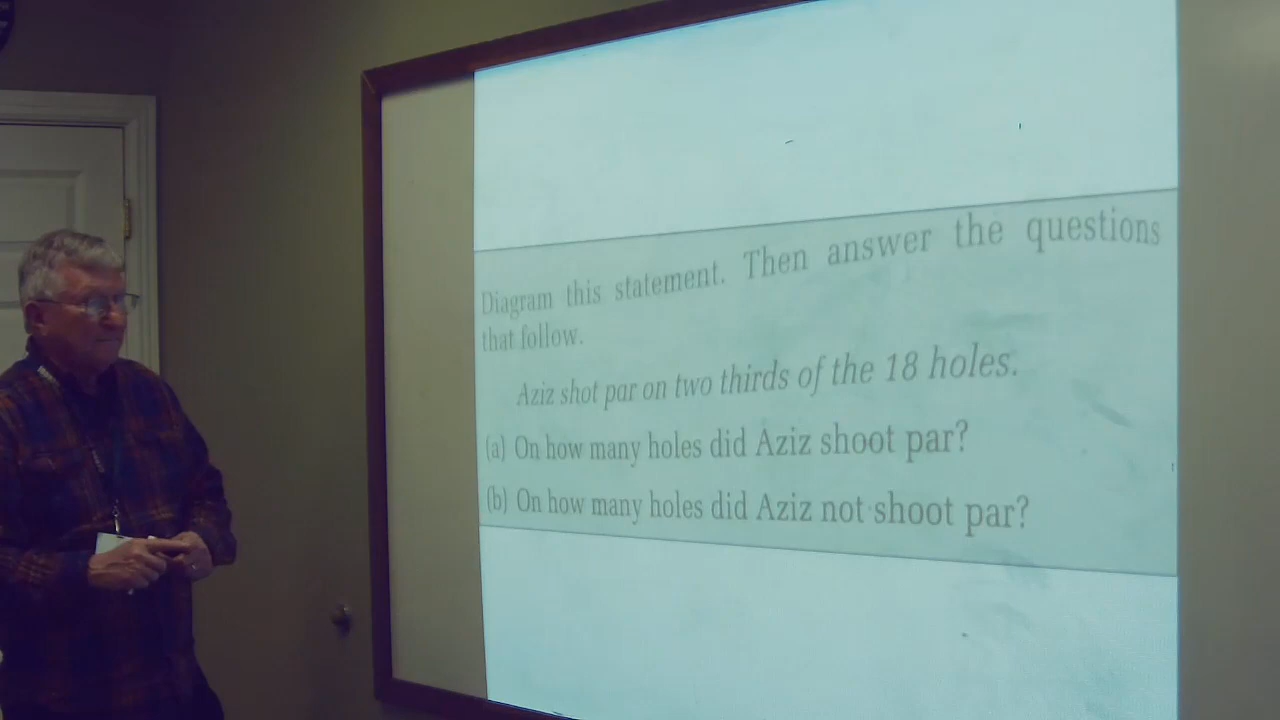 Diagram this statement. Then answer the questions
that follow.
Aziz shot par on two thirds of the 18 holes.
(a) On how many holes did Aziz shoot par?
(b) On how many holes did Aziz not shoot par?